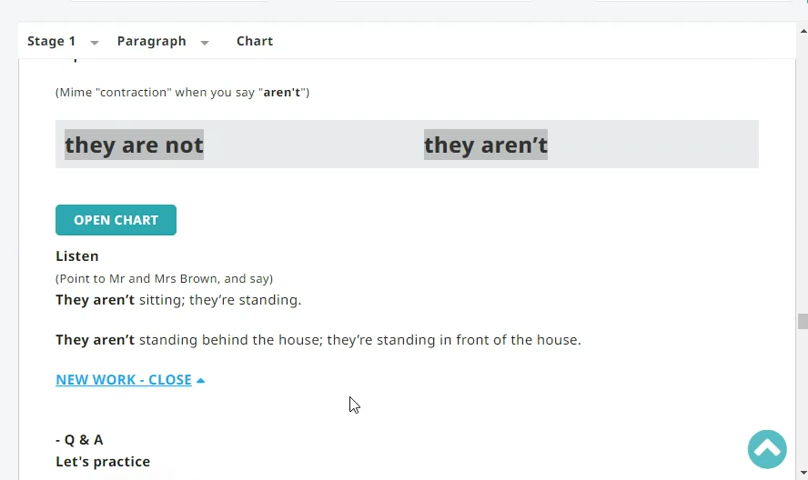 Stage 1 Paragraph Chart
(Mime "contraction" when you say "aren't")
they are not they aren’t
OPEN CHART
Listen
(Point to Mr and Mrs Brown, and say)
They aren’t sitting; they’re standing.
They aren’t standing behind the house; they’re standing in front of the house.
NEW WORK - CLOSE
- Q & A
Let's practice